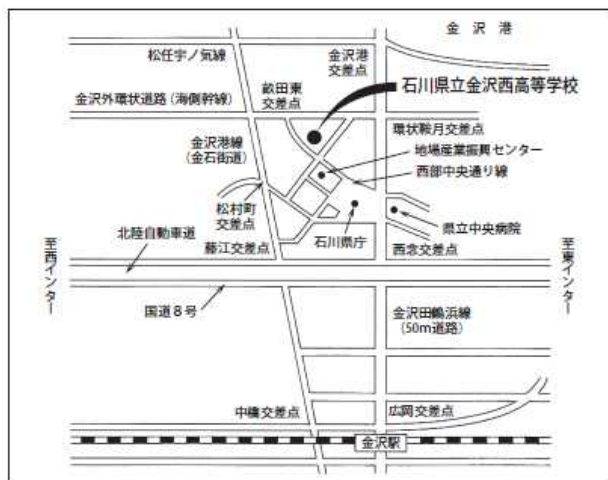 金沢港
松任宇ノ気線
金沢港
交差点
石川県立金沢西高等学校
畝田東
交差点
金沢外環状道路(海側幹線)
環状鞍月交差点
金沢港線
(金石街道)
地場産業振興センター
西部中央通り線
松村町
交差点
県立中央病院
北陸自動車道
藤江交差点
石川県庁
西念交差点
至西インター
至東インター
国道8号
金沢田鶴浜線
(50m道路)
中橋交差点
広岡交差点
金沢駅